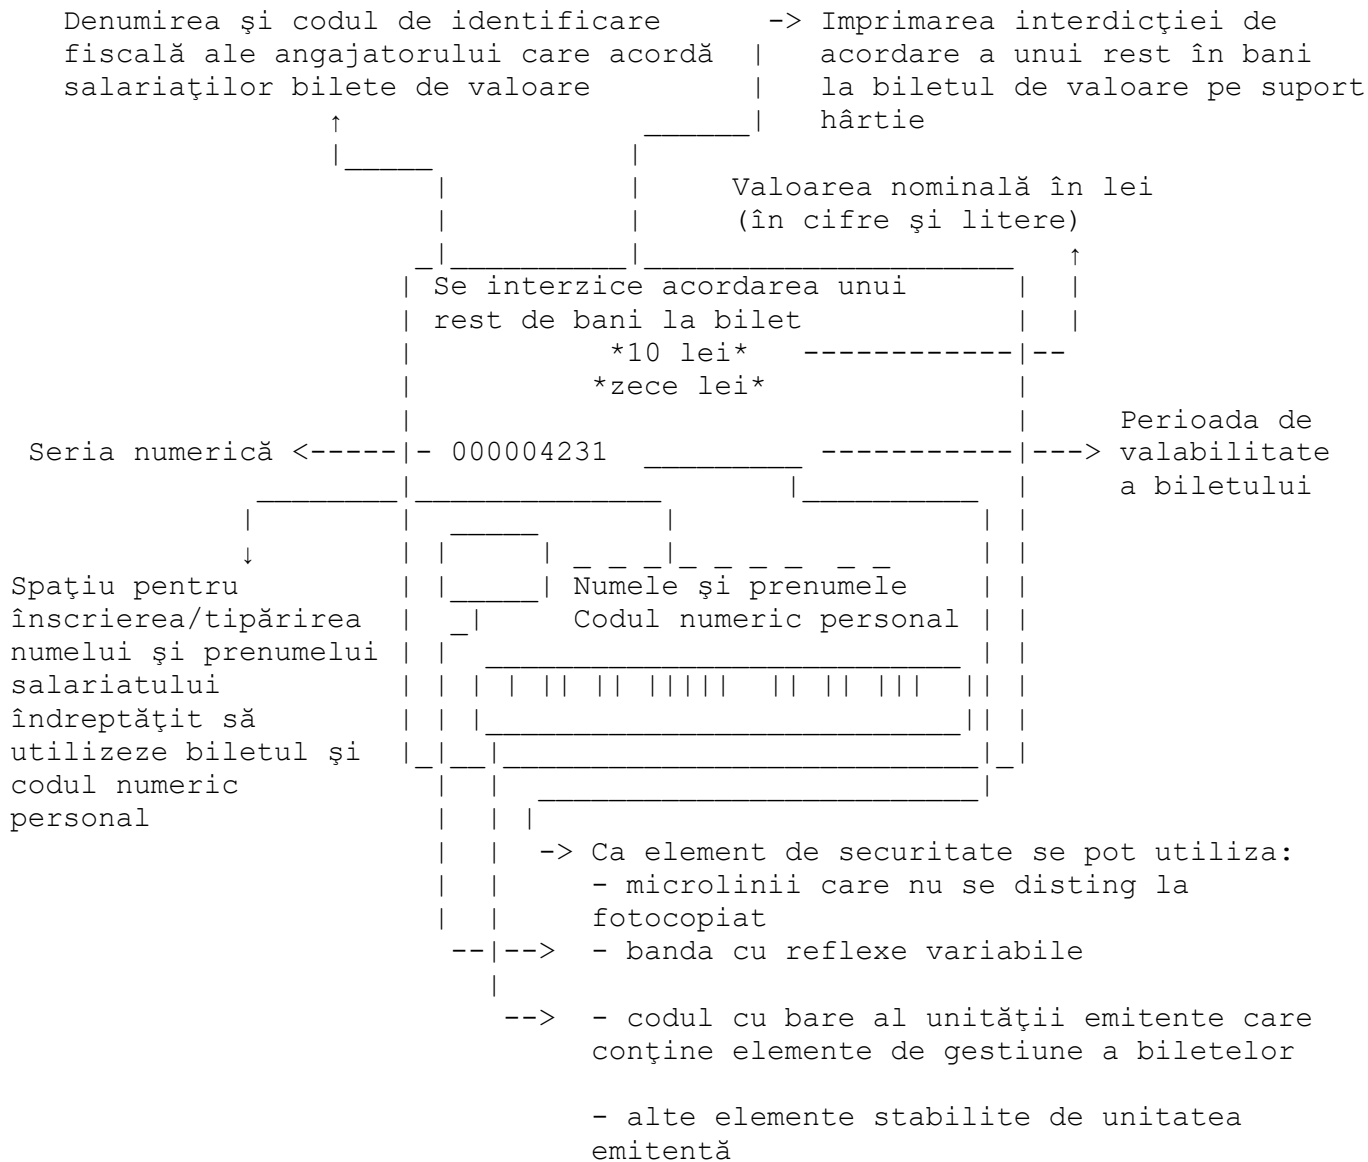 Denumirea şi codul de identificare
fiscală ale angajatorului care acordă
salariaţilor bilete de valoare
-> Imprimarea interdicţiei de
acordare a unui rest în bani
la biletul de valoare pe suport
hârtie
Valoarea nominală în lei
(în cifre şi litere)
Se interzice acordarea unui
rest de bani la bilet
*10 lei*
*zece lei*
Seria numerică
000004231
Perioada de
valabilitate
a biletului
Spaţiu pentru
înscrierea/tipărirea
numelui şi prenumelui
salariatului
îndreptăţit să
utilizeze biletul şi
codul numeric
personal
Numele şi prenumele
Codul numeric personal
-> Ca element de securitate se pot utiliza:
- microlinii care nu se disting la
fotocopiat
- banda cu reflexe variabile
- codul cu bare al unităţii emitente care
conţine elemente de gestiune a biletelor
- alte elemente stabilite de unitatea
emitentă